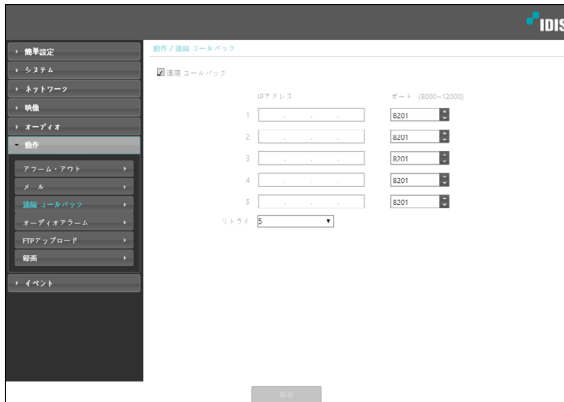 IDIS
簡単設定
システム
ネットワーク
映像
オーディオ
動作
アラーム・アウト
メール
遠隔 コールバック
オーディオアラーム
FTPアップロード
録画
イベント
動作 / 遠隔 コールバック
遠隔 コールバック
IPアドレス ポート (8000~12000)
1 . . . 8201
2 . . . 8201
3 . . . 8201
4 . . . 8201
5 . . . 8201
リトライ 5